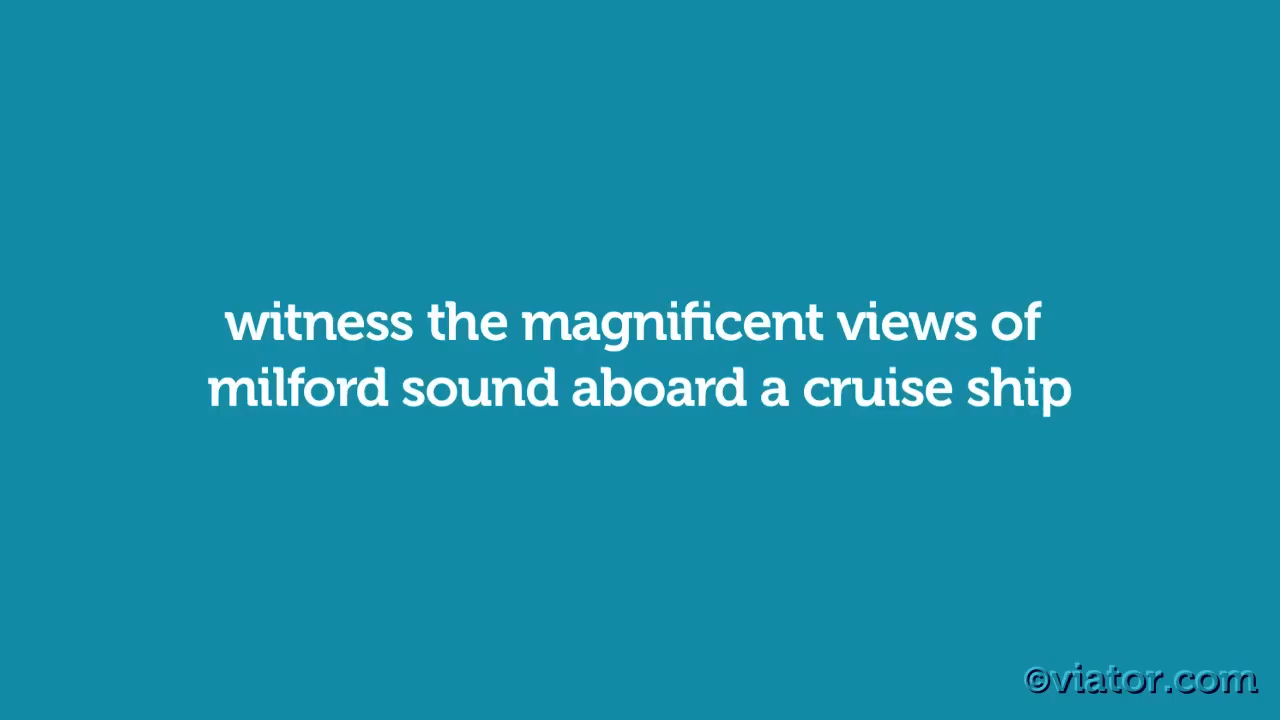 witness the magnificent views of
milford sound aboard a cruise ship
©viator.com